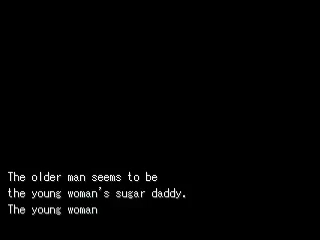 The older man seems to be
the young woman's sugar daddy.
The young woman